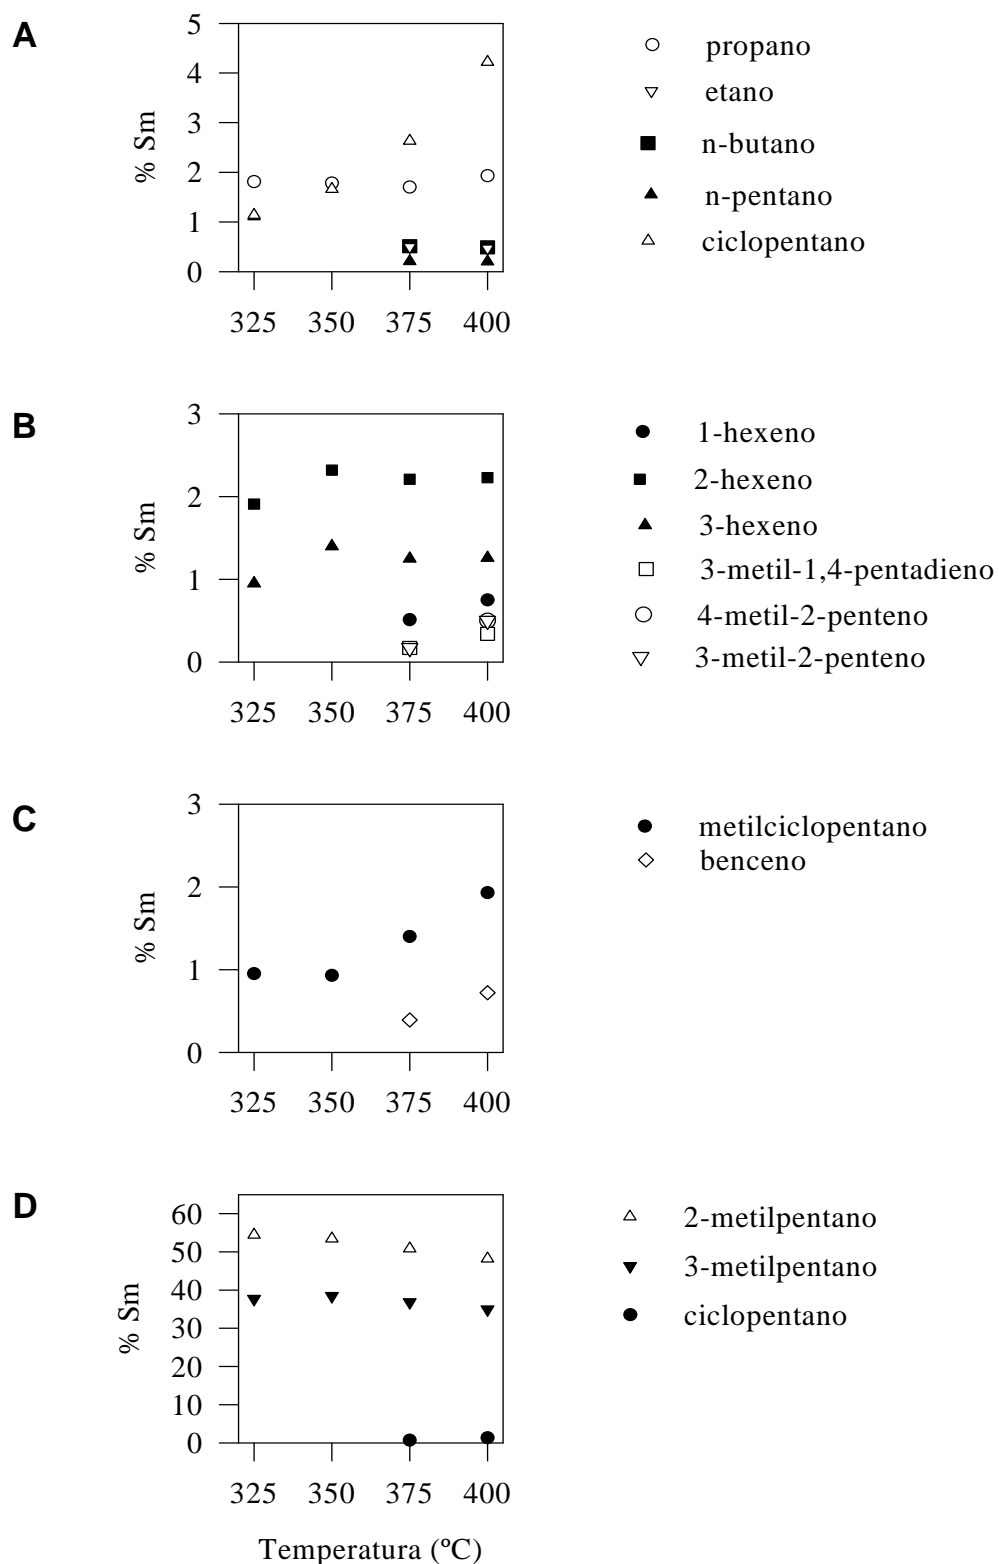 A
% Sm
5
4
3
2
1
0
325 350 375 400
propano
etano
n-butano
n-pentano
ciclopentano
B
% Sm
3
2
1
0
325 350 375 400
1-hexeno
2-hexeno
3-hexeno
3-metil-1,4-pentadieno
4-metil-2-penteno
3-metil-2-penteno
C
% Sm
3
2
1
0
325 350 375 400
metilciclopentano
benceno
D
% Sm
60
50
40
30
20
10
0
325 350 375 400
2-metilpentano
3-metilpentano
ciclopentano
Temperatura (ºC)